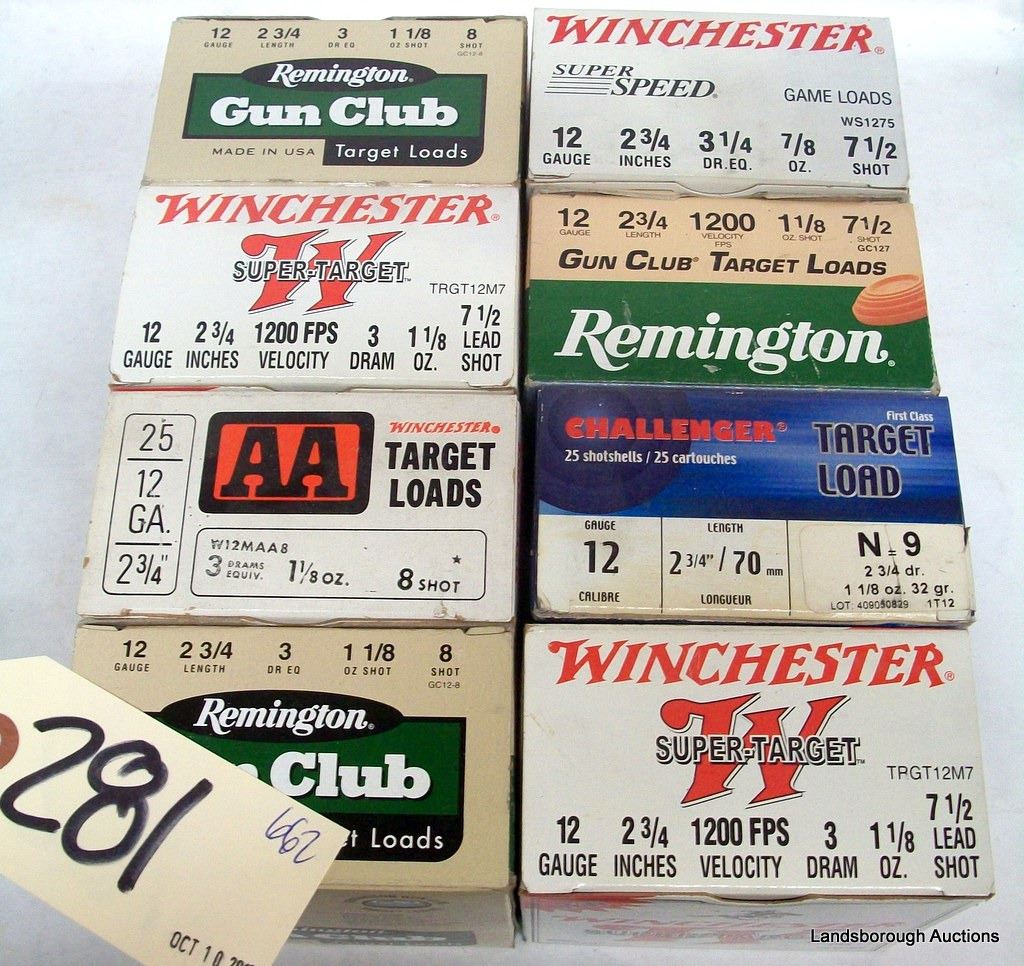 12 2 3/4 3 1 1/8 8
GAUGE LENGTH DR EQ OZ SHOT SHOT
GC12-8
Remington®
Gun Club
MADE IN USA Target Loads
WINCHESTER®
SUPER SPEED®
GAME LOADS
WS1275
12 2 3/4 3 1/4 7/8 7 1/2
GAUGE INCHES DR.EQ. OZ. SHOT
WINCHESTER®
W
SUPER-TARGET™
TRGT12M7
12 2 3/4 1200 FPS 3 1 1/8 7 1/2 LEAD
GAUGE INCHES VELOCITY DRAM OZ. SHOT
12 2 3/4 1200 1 1/8 7 1/2
GAUGE LENGTH VELOCITY FPS OZ. SHOT SHOT
GC127
GUN CLUB® TARGET LOADS
Remington®
25
12
GA.
2 3/4"
AA
WINCHESTER®
TARGET
LOADS
W12MAA8
3 DRAMS EQUIV. 1 1/8 OZ. 8 SHOT
★
CHALLENGER®
25 shotshells / 25 cartouches
First Class
TARGET
LOAD
GAUGE
12
CALIBRE
LENGTH
2 3/4" / 70 mm
LONGUEUR
N = 9
2 3/4 dr.
1 1/8 oz. 32 gr.
LOT: 409050829 1T12
12 2 3/4 3 1 1/8 8
GAUGE LENGTH DR EQ OZ SHOT SHOT
GC12-8
Remington®
Club
Loads
WINCHESTER®
W
SUPER-TARGET™
TRGT12M7
12 2 3/4 1200 FPS 3 1 1/8 7 1/2 LEAD
GAUGE INCHES VELOCITY DRAM OZ. SHOT
281
662
OCT 10
Landsborough Auctions